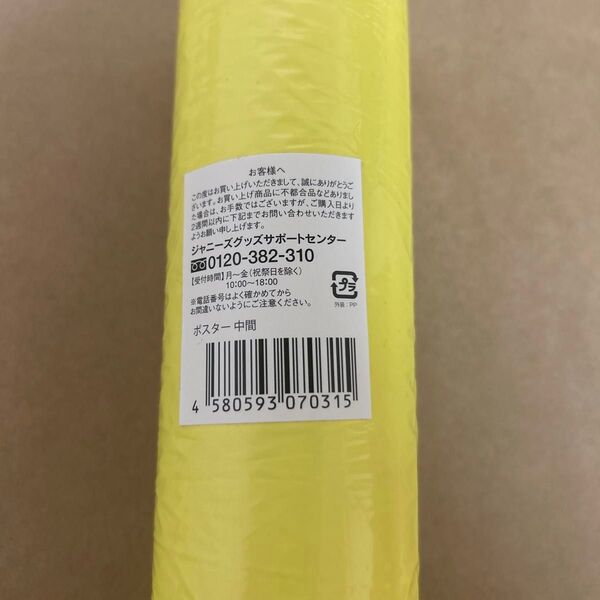 お客様へ
この度はお買い上げいただきまして、誠にありがとうご
ざいます。お買い上げ商品に不都合品などありまし
た場合は、お手数ではございますが、ご購入日より
2週間以内に下記までお問い合わせいただきます
ようお願い申し上げます。
ジャニーズグッズサポートセンター
0120-382-310
【受付時間】月〜金(祝祭日を除く)
10:00〜18:00
※電話番号はよく確かめてから
お間違いないようにご注意ください。
プラ
外装:PP
ポスター 中間
4 580593 070315